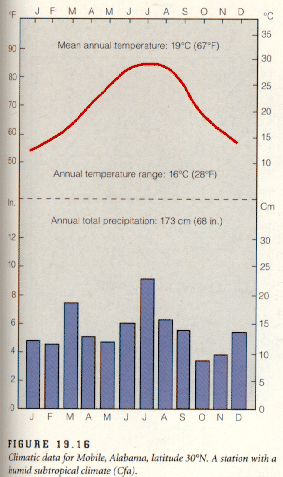 °F J F M A M J J A S O N D °C
Mean annual temperature: 19°C (67°F)
90
80
70
60
50
35
30
25
20
15
10
Annual temperature range: 16°C (28°F)
In.
Cm
Annual total precipitation: 173 cm (68 in.)
12
10
8
6
4
2
0
30
25
20
15
10
5
0
J F M A M J J A S O N D
FIGURE 19.16
Climatic data for Mobile, Alabama, latitude 30°N. A station with a
humid subtropical climate (Cfa).